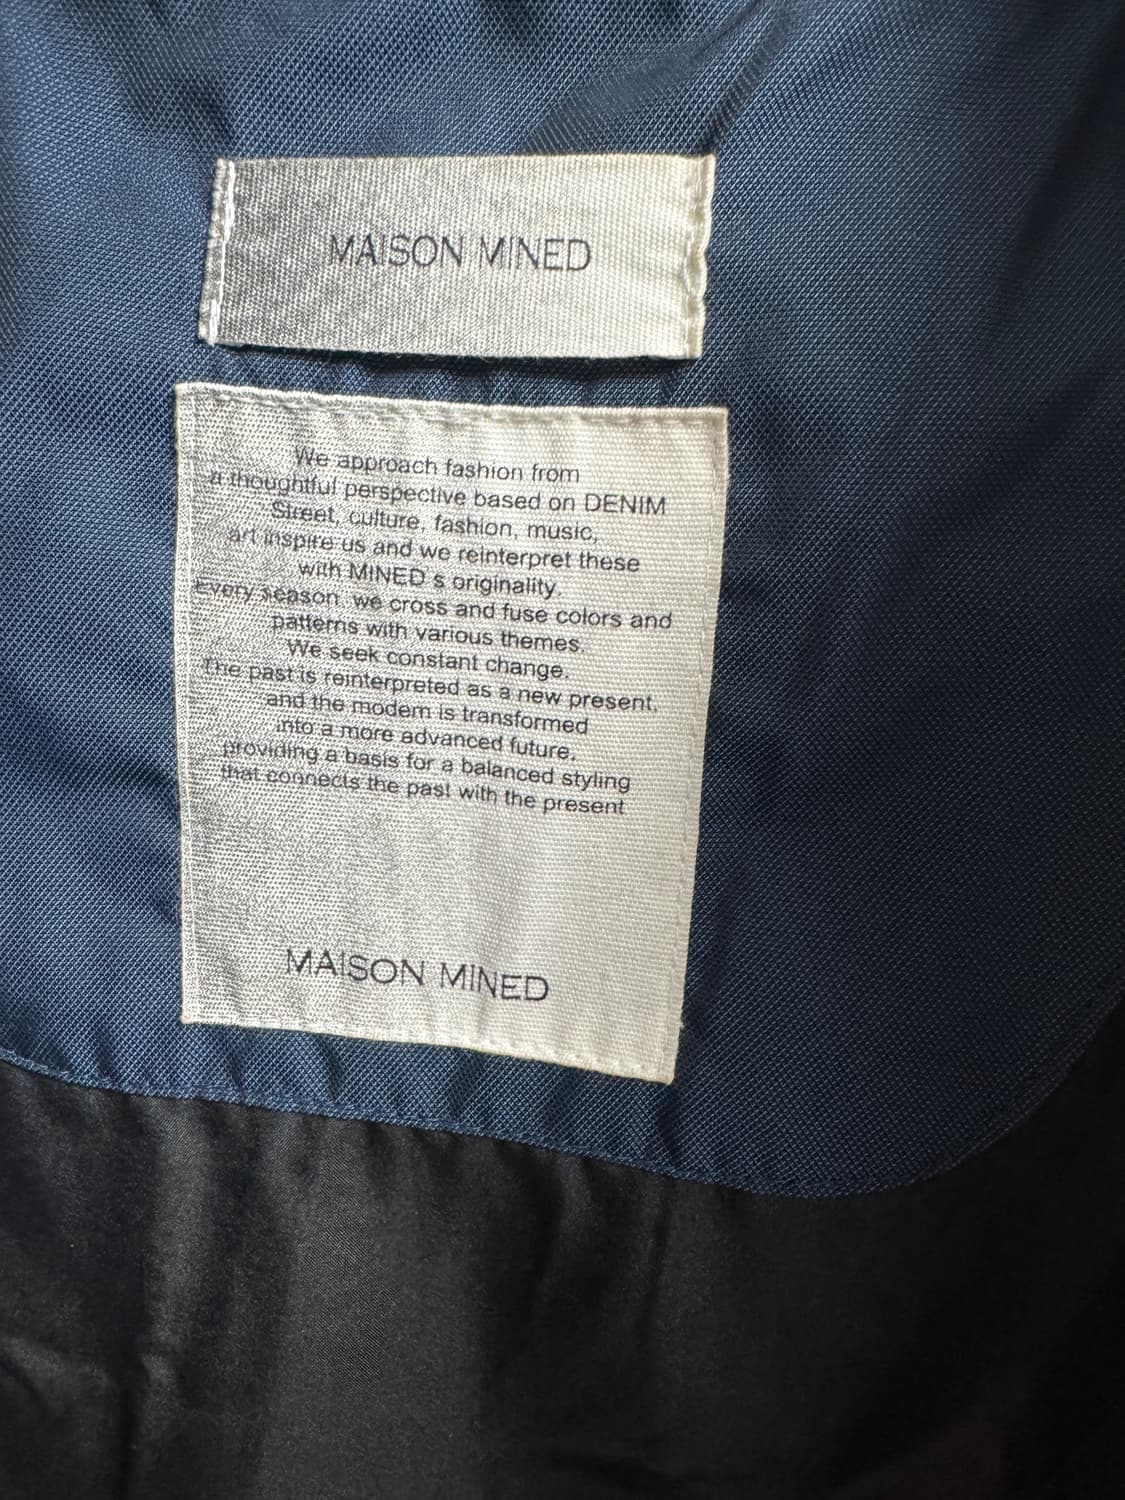 MAISON MINED
We approach fashion from
a thoughtful perspective based on DENIM
Street, culture, fashion, music,
art inspire us and we reinterpret these
with MINED s originality.
Every season, we cross and fuse colors and
patterns with various themes.
We seek constant change.
The past is reinterpreted as a new present,
and the modern is transformed
into a more advanced future,
providing a basis for a balanced styling
that connects the past with the present
MAISON MINED